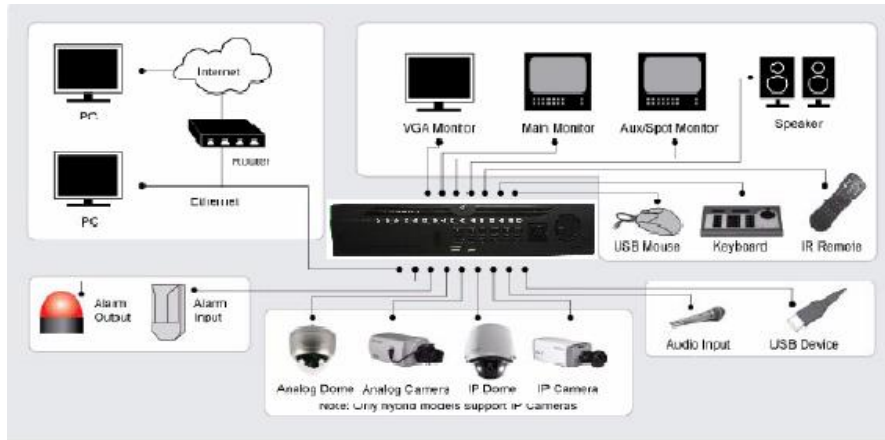 PC
Internet
Router
PC
Ethernet
VGA Monitor
Main Monitor
Aux/Spot Monitor
Speaker
USB Mouse
Keyboard
IR Remote
Alarm
Output
Alarm
Input
Analog Dome
Analog Camera
IP Dome
IP Camera
Note: Only hybrid models support IP Cameras
Audio Input
USB Device